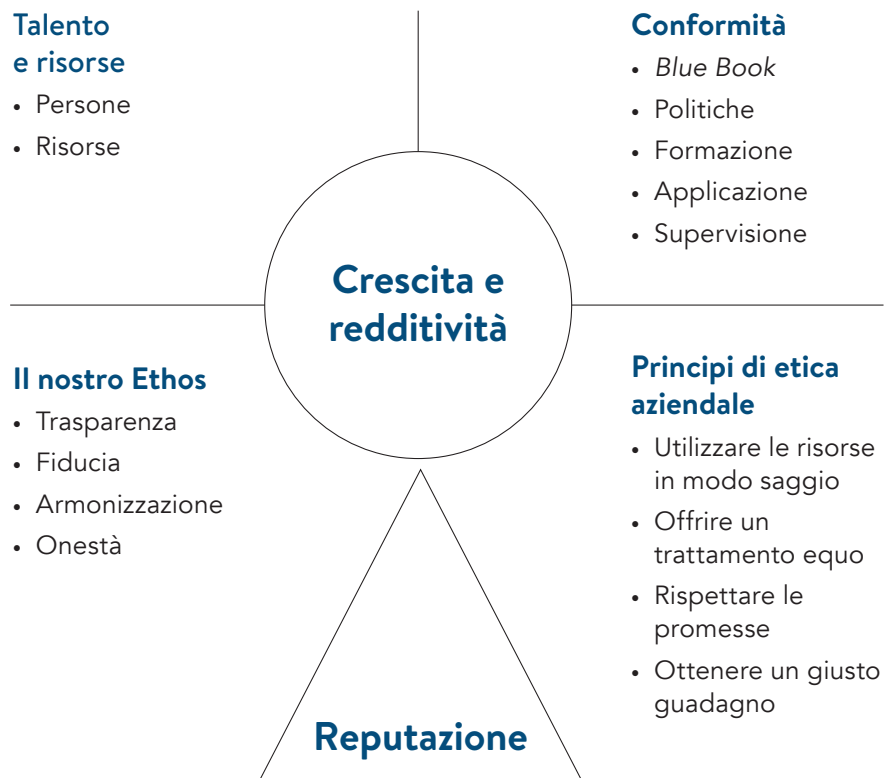 Talento
e risorse
• Persone
• Risorse
Conformità
• Blue Book
• Politiche
• Formazione
• Applicazione
• Supervisione
Crescita e
redditività
Il nostro Ethos
• Trasparenza
• Fiducia
• Armonizzazione
• Onestà
Principi di etica
aziendale
• Utilizzare le risorse
in modo saggio
• Offrire un
trattamento equo
• Rispettare le
promesse
• Ottenere un giusto
guadagno
Reputazione